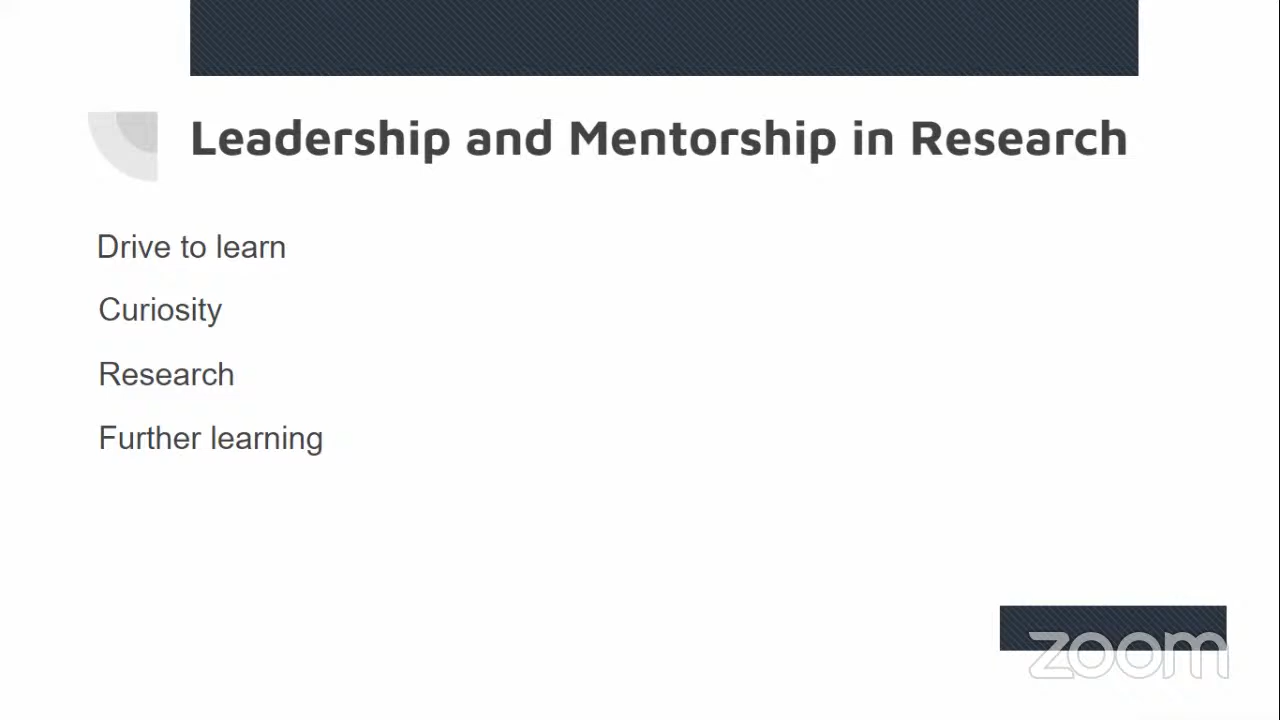 Leadership and Mentorship in Research
Drive to learn
Curiosity
Research
Further learning
zoom